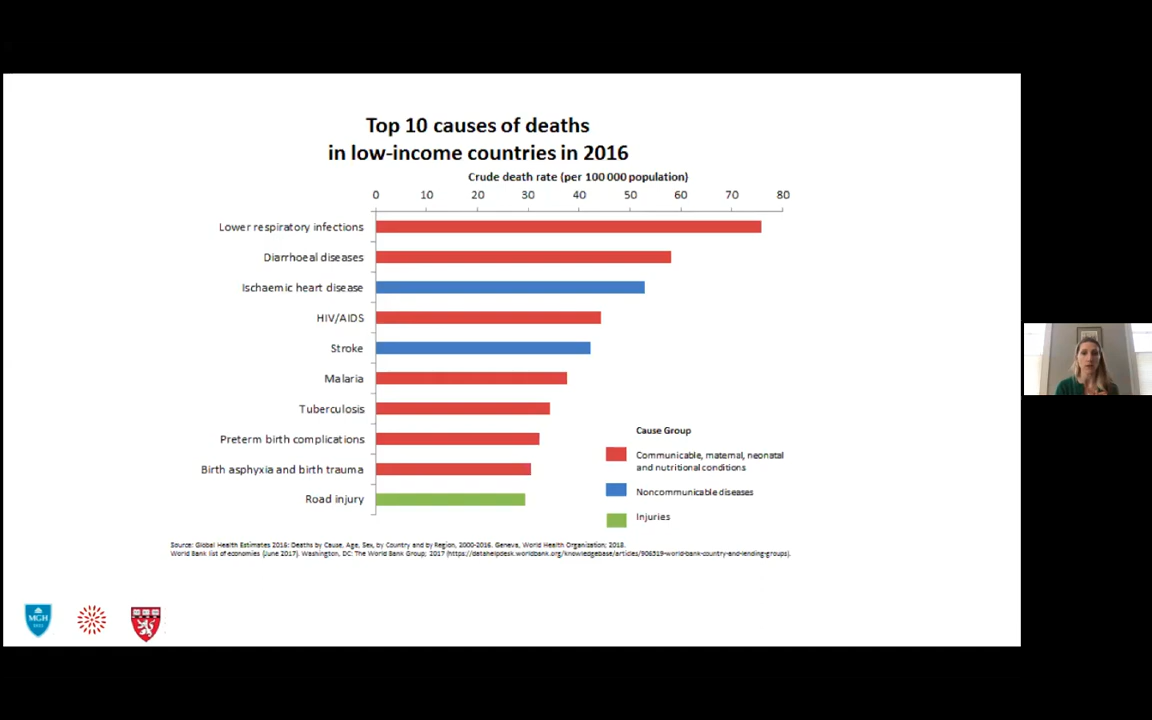 Top 10 causes of deaths
in low-income countries in 2016
Crude death rate (per 100 000 population)
0 10 20 30 40 50 60 70 80
Lower respiratory infections
Diarrhoeal diseases
Ischaemic heart disease
HIV/AIDS
Stroke
Malaria
Tuberculosis
Preterm birth complications
Birth asphyxia and birth trauma
Road injury
Cause Group
Communicable, maternal, neonatal
and nutritional conditions
Noncommunicable diseases
Injuries
Source: Global Health Estimates 2016: Deaths by Cause, Age, Sex, by Country and by Region, 2000-2016. Geneva, World Health Organization; 2018.
World Bank list of economies (June 2017). Washington, DC: The World Bank Group; 2017 (https://datahelpdesk.worldbank.org/knowledgebase/articles/906519-world-bank-country-and-lending-groups).
MGH